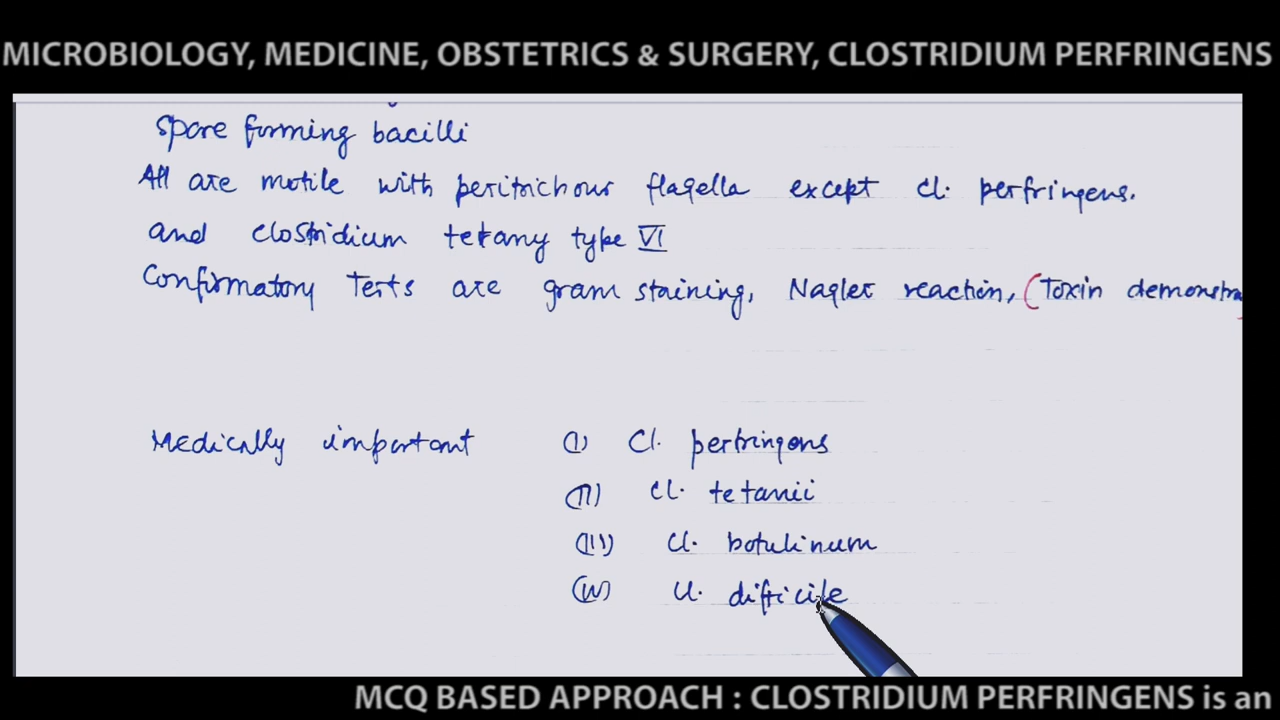 MICROBIOLOGY, MEDICINE, OBSTETRICS & SURGERY, CLOSTRIDIUM PERFRINGENS
Spore forming bacilli
All are motile with peritrichour flagella except cl. perfringens.
and clostridium tetany type VI
Confirmatory Tests are gram staining, Nagler reaction, (Toxin demonstra
Medically important (I) Cl. perfringens
(II) Cl. tetanii
(III) Cl. botulinum
(IV) Cl. difficile
MCQ BASED APPROACH : CLOSTRIDIUM PERFRINGENS is an